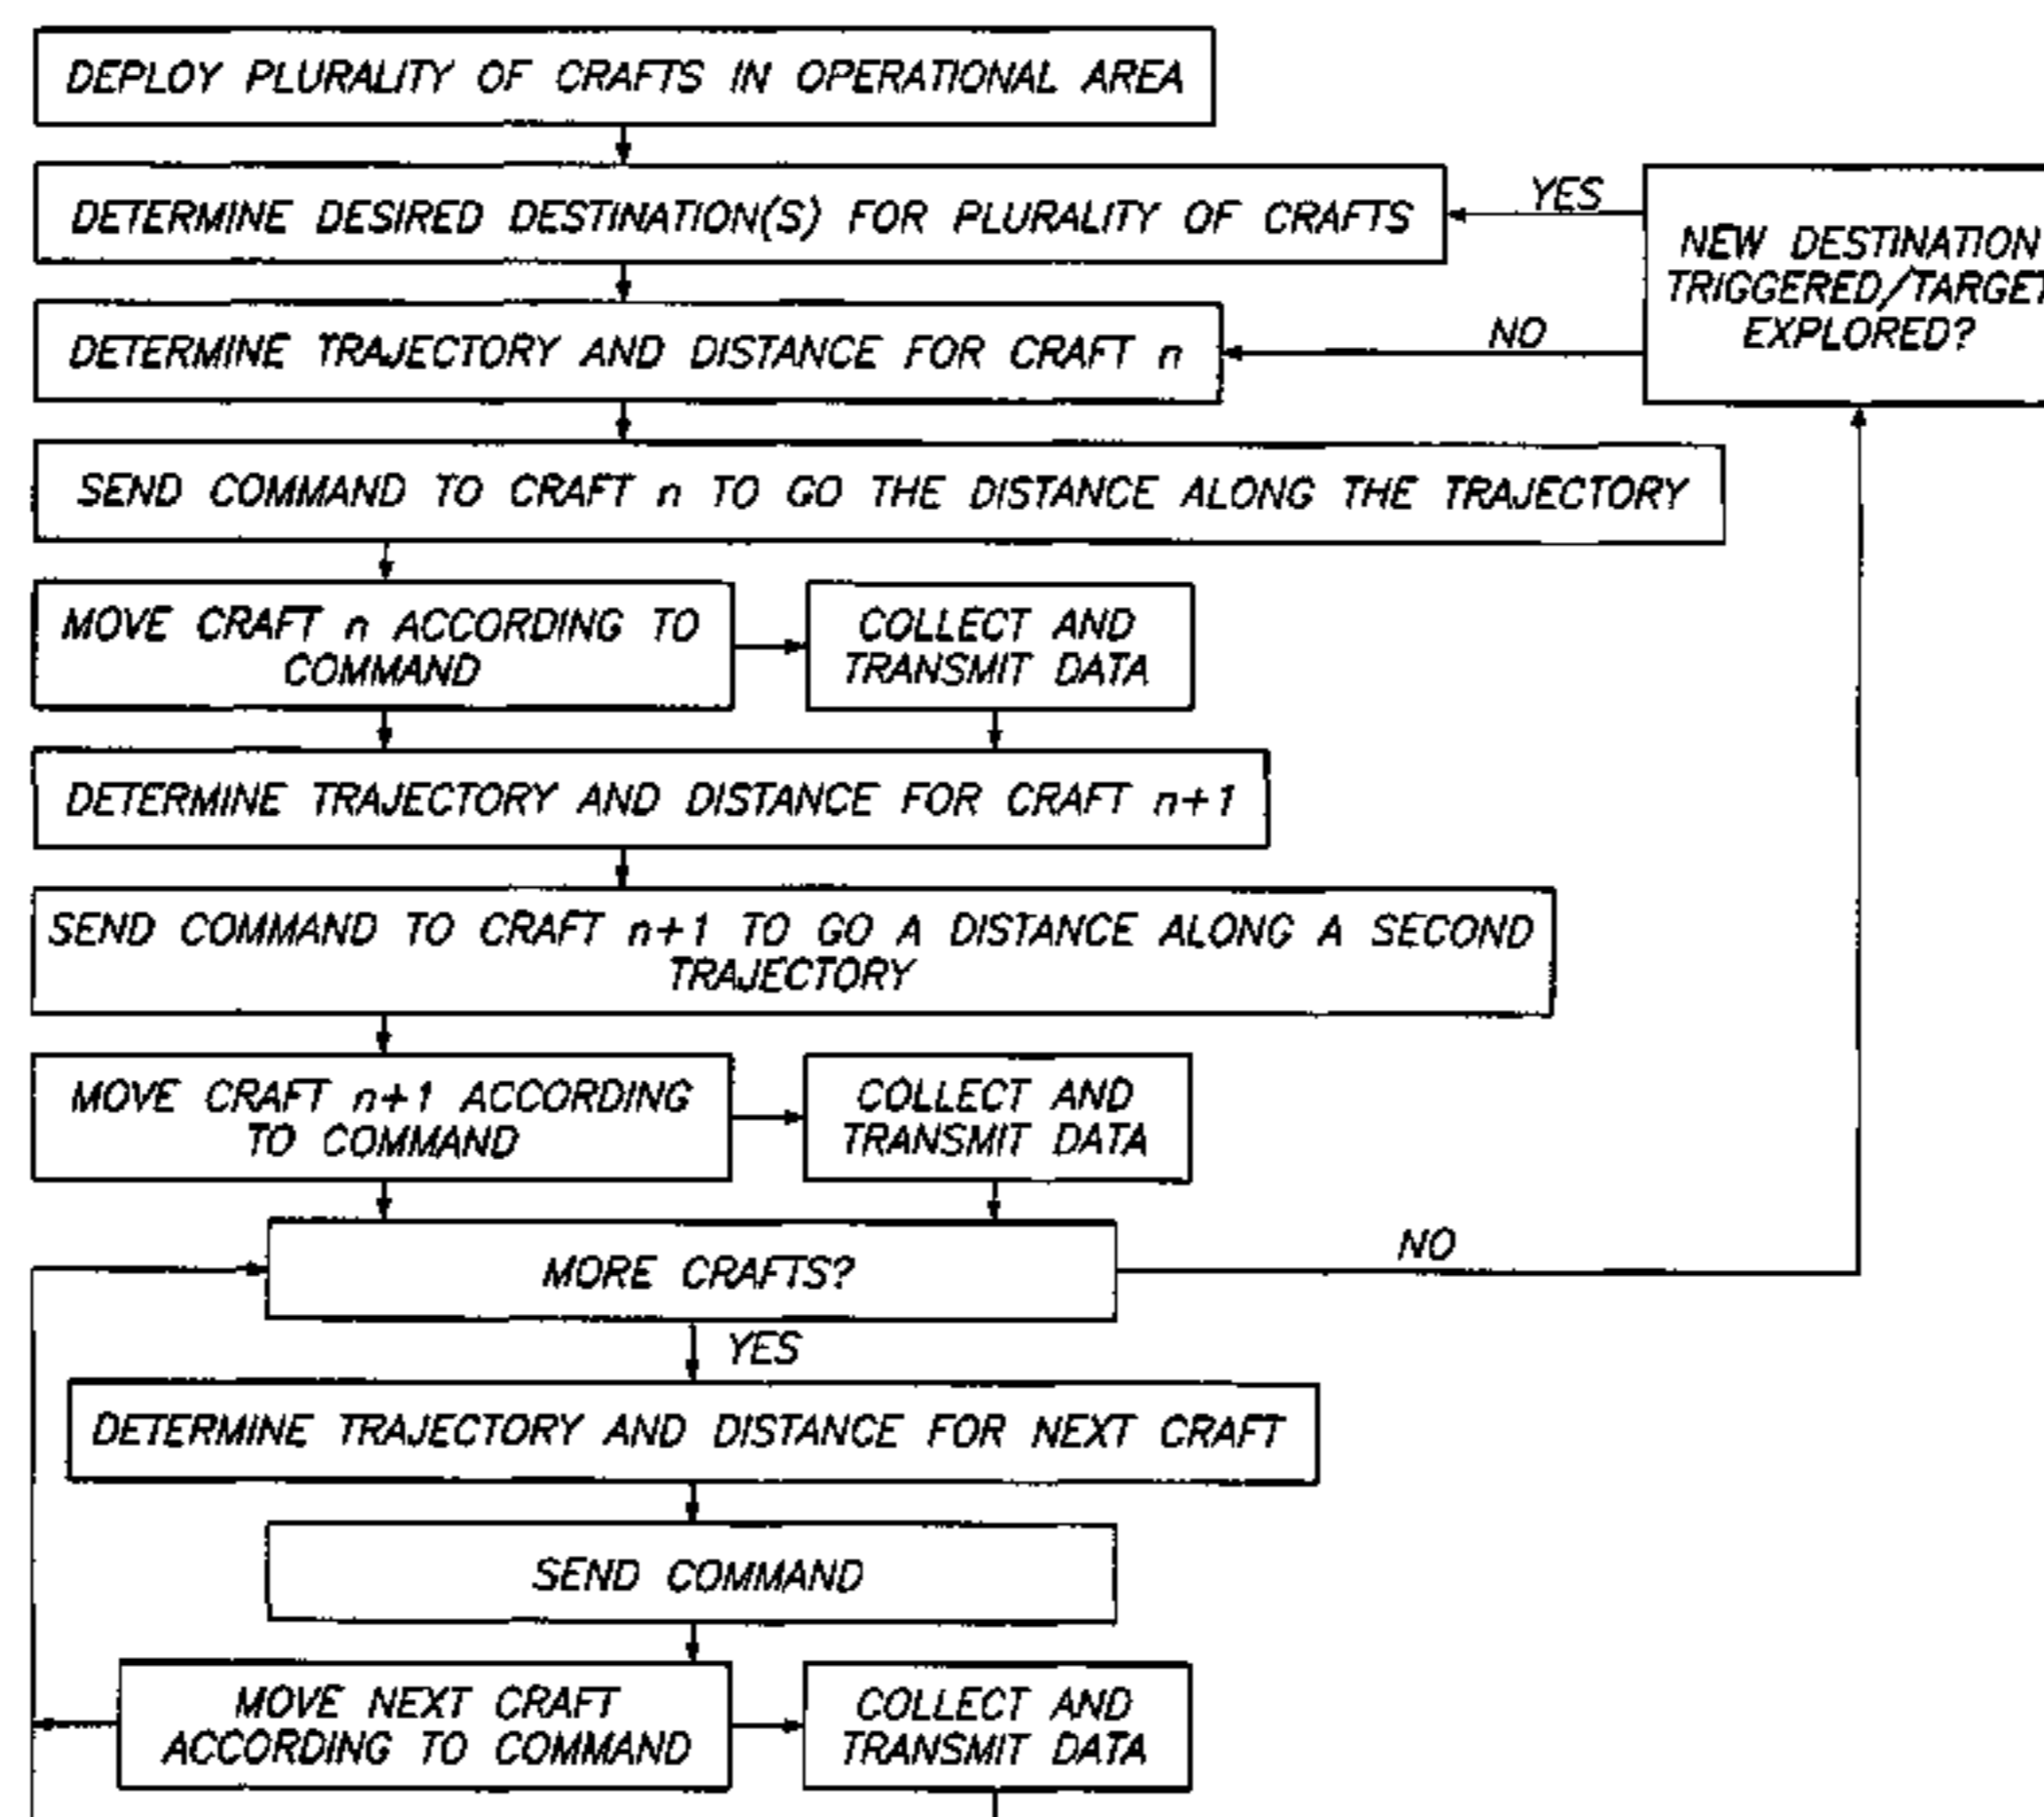 DEPLOY PLURALITY OF CRAFTS IN OPERATIONAL AREA
DETERMINE DESIRED DESTINATION(S) FOR PLURALITY OF CRAFTS
YES
NEW DESTINATION
TRIGGERED/TARGET
EXPLORED?
DETERMINE TRAJECTORY AND DISTANCE FOR CRAFT n
NO
SEND COMMAND TO CRAFT n TO GO THE DISTANCE ALONG THE TRAJECTORY
MOVE CRAFT n ACCORDING TO
COMMAND
COLLECT AND
TRANSMIT DATA
DETERMINE TRAJECTORY AND DISTANCE FOR CRAFT n+1
SEND COMMAND TO CRAFT n+1 TO GO A DISTANCE ALONG A SECOND
TRAJECTORY
MOVE CRAFT n+1 ACCORDING
TO COMMAND
COLLECT AND
TRANSMIT DATA
MORE CRAFTS?
NO
YES
DETERMINE TRAJECTORY AND DISTANCE FOR NEXT CRAFT
SEND COMMAND
MOVE NEXT CRAFT
ACCORDING TO COMMAND
COLLECT AND
TRANSMIT DATA